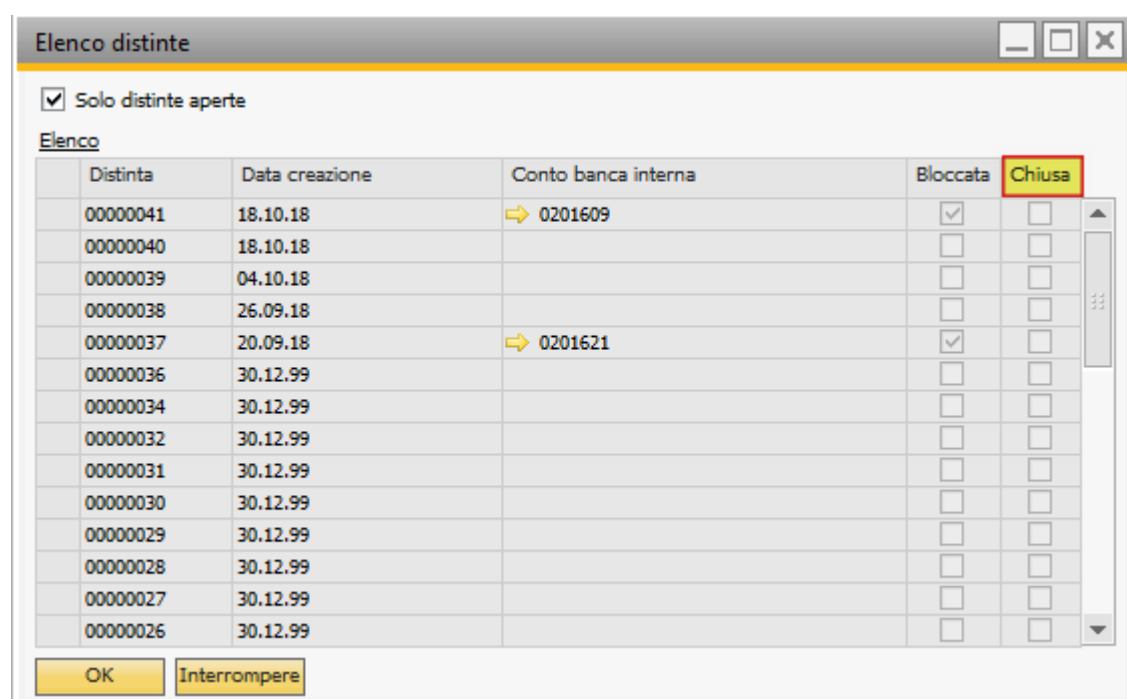 Elenco distinte
Solo distinte aperte
Elenco
Distinta Data creazione Conto banca interna Bloccata Chiusa
00000041 18.10.18 0201609
00000040 18.10.18
00000039 04.10.18
00000038 26.09.18
00000037 20.09.18 0201621
00000036 30.12.99
00000034 30.12.99
00000032 30.12.99
00000031 30.12.99
00000030 30.12.99
00000029 30.12.99
00000028 30.12.99
00000027 30.12.99
00000026 30.12.99
OK Interrompere